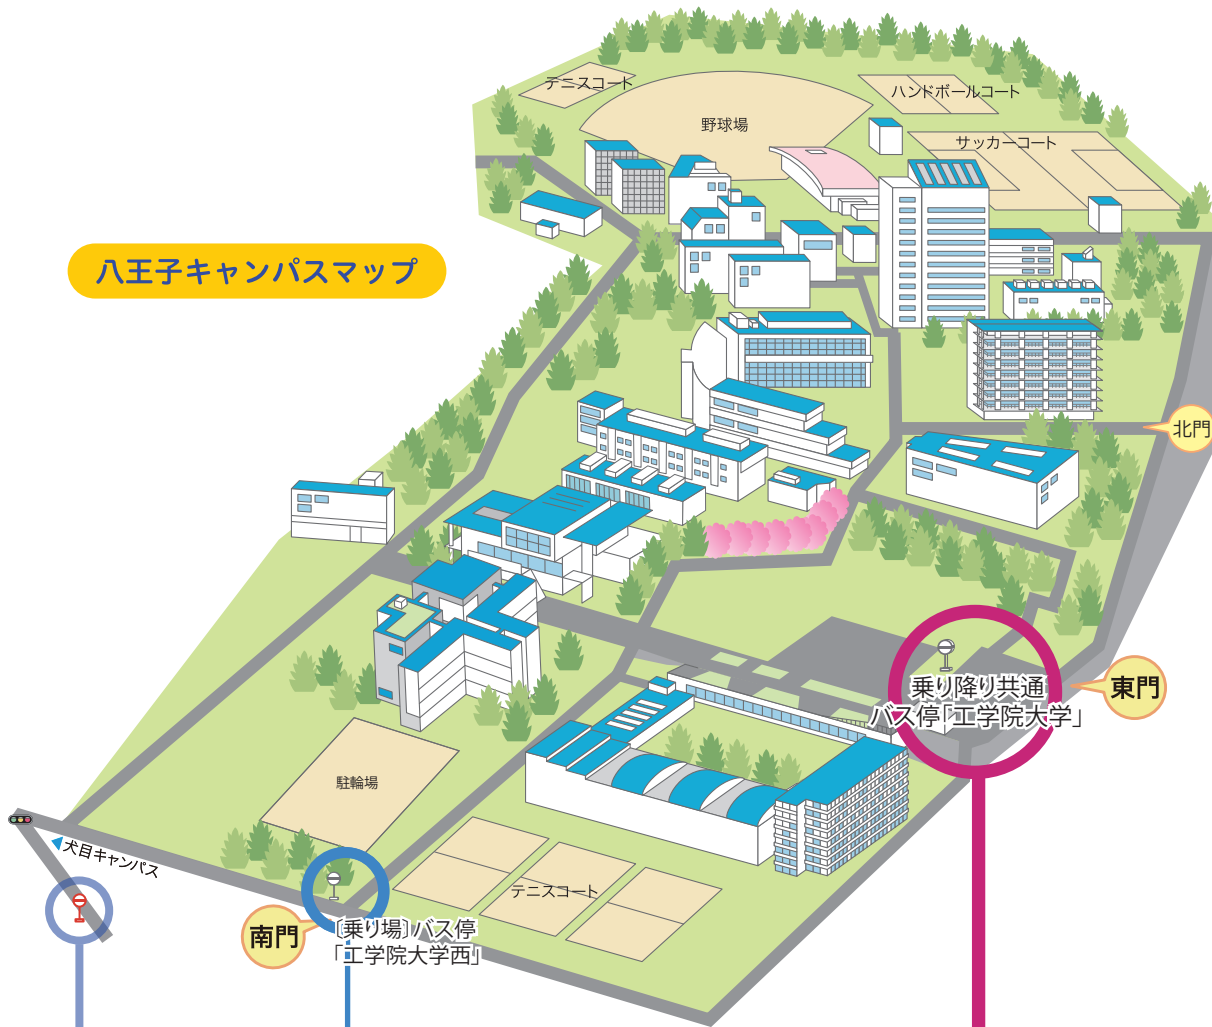 テニスコート
ハンドボールコート
野球場
サッカーコート
八王子キャンパスマップ
北門
東門
乗り降り共通
バス停「工学院大学」
駐輪場
犬目キャンパス
テニスコート
南門
〔乗り場〕バス停
「工学院大学西」